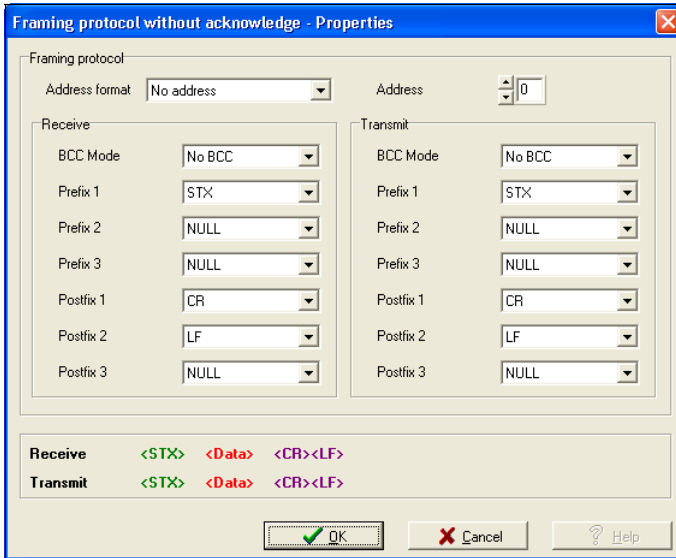 Framing protocol without acknowledge - Properties
Framing protocol
Address format No address Address 0
Receive Transmit
BCC Mode No BCC BCC Mode No BCC
Prefix 1 STX Prefix 1 STX
Prefix 2 NULL Prefix 2 NULL
Prefix 3 NULL Prefix 3 NULL
Postfix 1 CR Postfix 1 CR
Postfix 2 LF Postfix 2 LF
Postfix 3 NULL Postfix 3 NULL
Receive <STX> <Data> <CR><LF>
Transmit <STX> <Data> <CR><LF>
OK Cancel ? Help